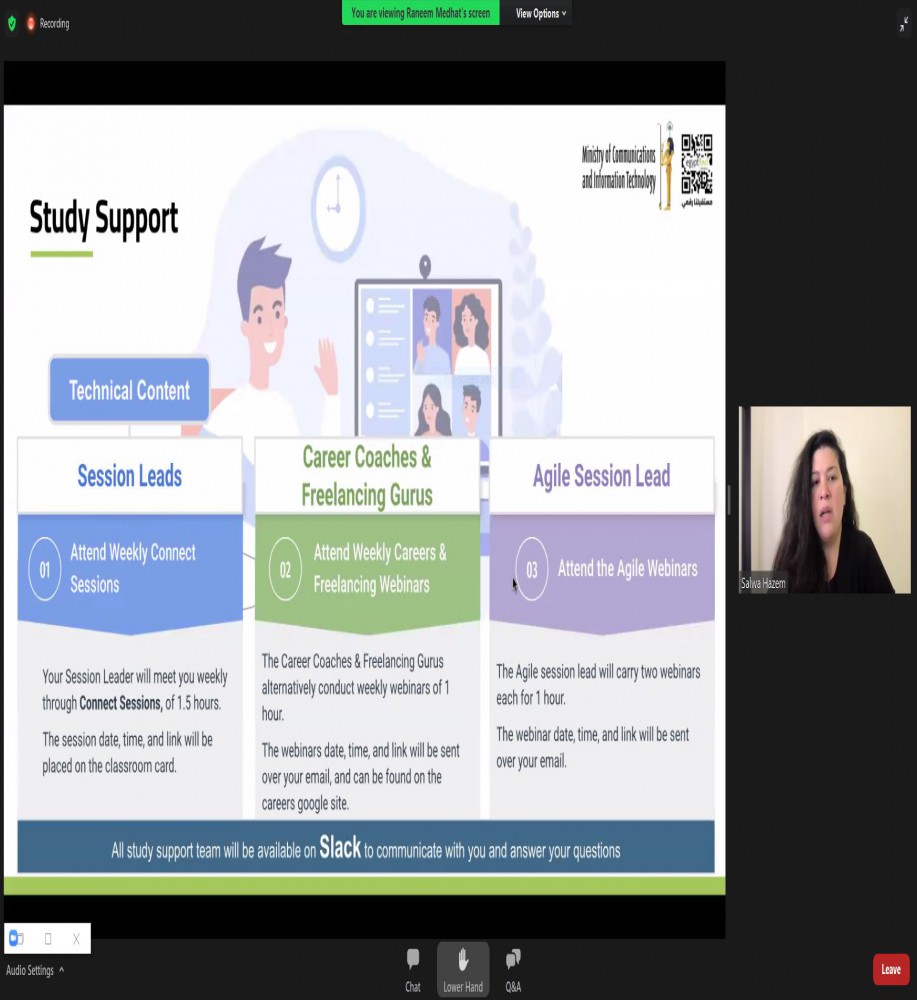 Recording
You are viewing Raneem Medhat's screen
View Options
Ministry of Communications
and Information Technology
مستقبلنا رقمي
Study Support
Technical Content
Session Leads
Career Coaches &
Freelancing Gurus
Agile Session Lead
01
Attend Weekly Connect
Sessions
02
Attend Weekly Careers &
Freelancing Webinars
03
Attend the Agile Webinars
Your Session Leader will meet you weekly
through Connect Sessions, of 1.5 hours.
The session date, time, and link will be
placed on the classroom card.
The Career Coaches & Freelancing Gurus
alternatively conduct weekly webinars of 1
hour.
The webinars date, time, and link will be sent
over your email, and can be found on the
careers google site.
The Agile session lead will carry two webinars
each for 1 hour.
The webinar date, time, and link will be sent
over your email.
All study support team will be available on Slack to communicate with you and answer your questions
Salwa Hazem
Audio Settings
Chat
Lower Hand
Q&A
Leave